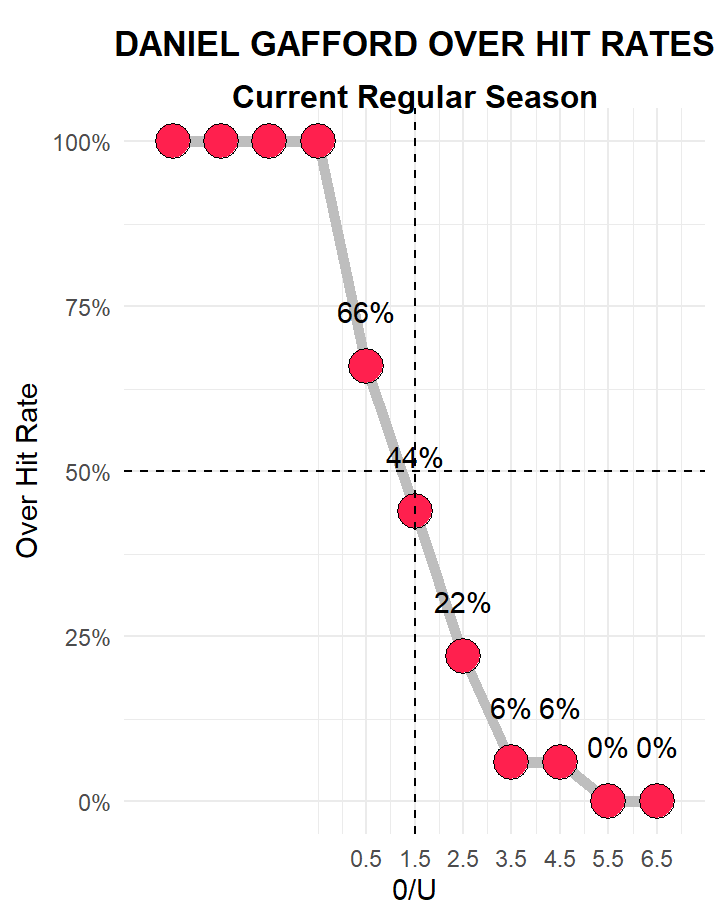 DANIEL GAFFORD OVER HIT RATES
Current Regular Season
100%
75%
66%
50%
44%
25%
22%
6% 6%
0% 0%
0%
Over Hit Rate
0.5 1.5 2.5 3.5 4.5 5.5 6.5
0/U